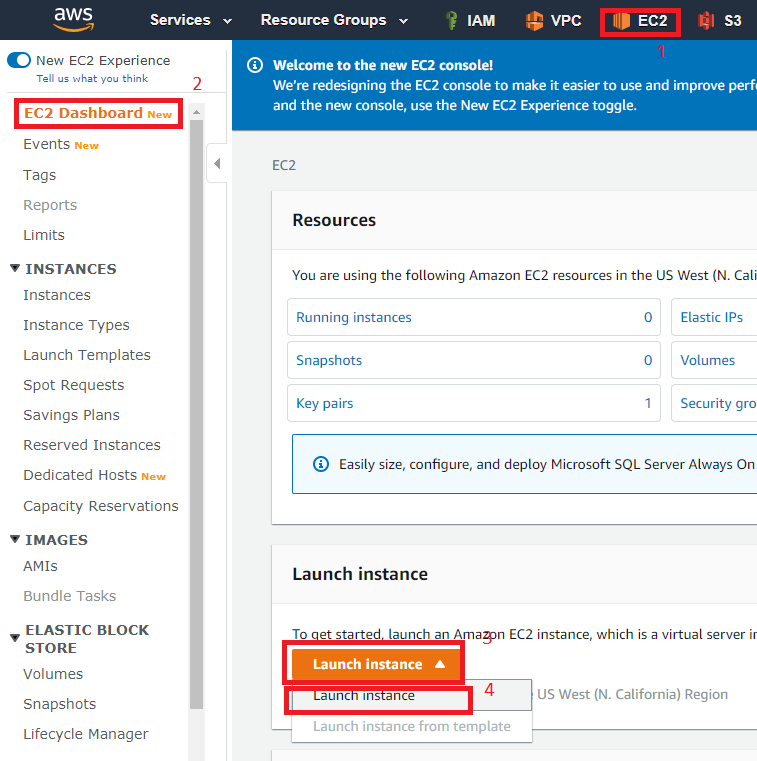 aws Services Resource Groups IAM VPC EC2 S3
1
New EC2 Experience
Tell us what you think
2
EC2 Dashboard New
Events New
Tags
Reports
Limits
INSTANCES
Instances
Instance Types
Launch Templates
Spot Requests
Savings Plans
Reserved Instances
Dedicated Hosts New
Capacity Reservations
IMAGES
AMIs
Bundle Tasks
ELASTIC BLOCK
STORE
Volumes
Snapshots
Lifecycle Manager
Welcome to the new EC2 console!
We're redesigning the EC2 console to make it easier to use and improve perf
and the new console, use the New EC2 Experience toggle.
EC2
Resources
You are using the following Amazon EC2 resources in the US West (N. Cali
Running instances 0 Elastic IPs
Snapshots 0 Volumes
Key pairs 1 Security gro
Easily size, configure, and deploy Microsoft SQL Server Always On
Launch instance
To get started, launch an Amazon EC2 instance, which is a virtual server in
3
Launch instance
4
Launch instance
US West (N. California) Region
Launch instance from template